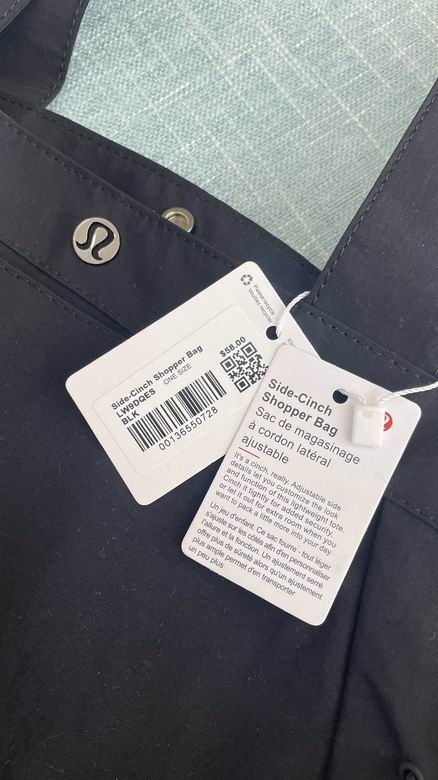 Please recycle
Veuillez recycler
$58.00
Side-Cinch Shopper Bag
LW9DQES ONE SIZE
BLK
00136550728
Side-Cinch
Shopper Bag
Sac de magasinage
à cordon latéral
ajustable
It's a cinch, really. Adjustable side
details let you customize the look
and function of this lightweight tote.
Cinch it tightly for added security,
or let it out for extra room when you
want to pack a little more into your day.
Un jeu d'enfant. Ce sac fourre - tout léger
s'ajuste sur les côtés afin d'en personnaliser
l'allure et la fonction. Un ajustement serré
offre plus de sûreté alors qu'un ajustement
plus ample permet d'en transporter
un peu plus